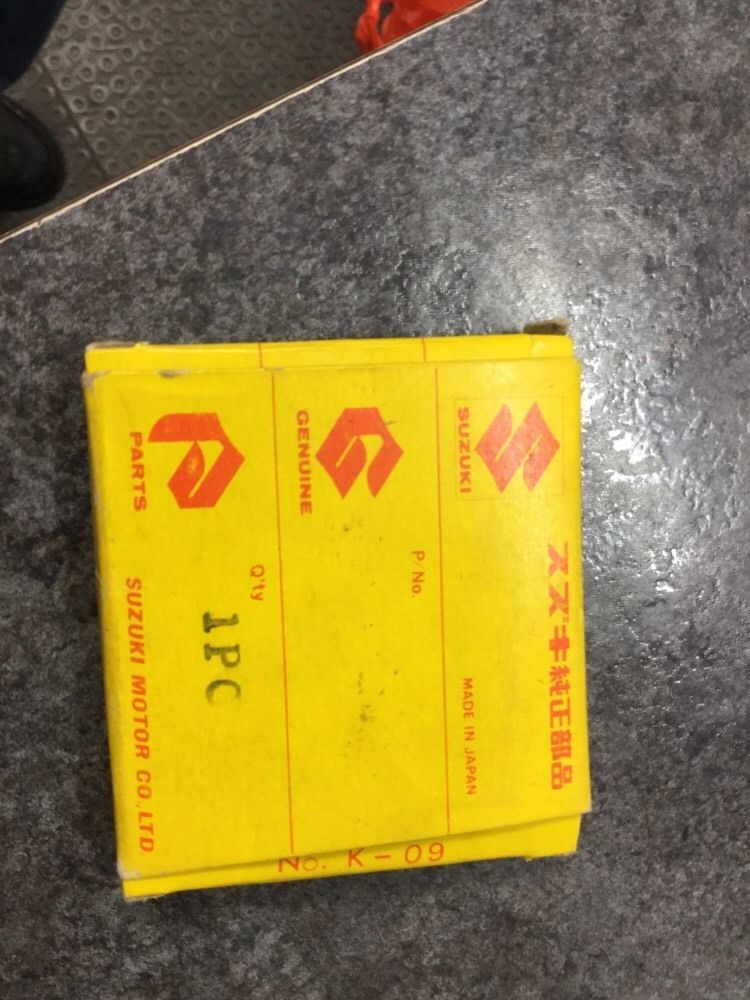 スズキ純正部品
SUZUKI
MADE IN JAPAN
GENUINE
P/No.
PARTS
Q'ty
1PC
SUZUKI MOTOR CO.,LTD.
No. K-09